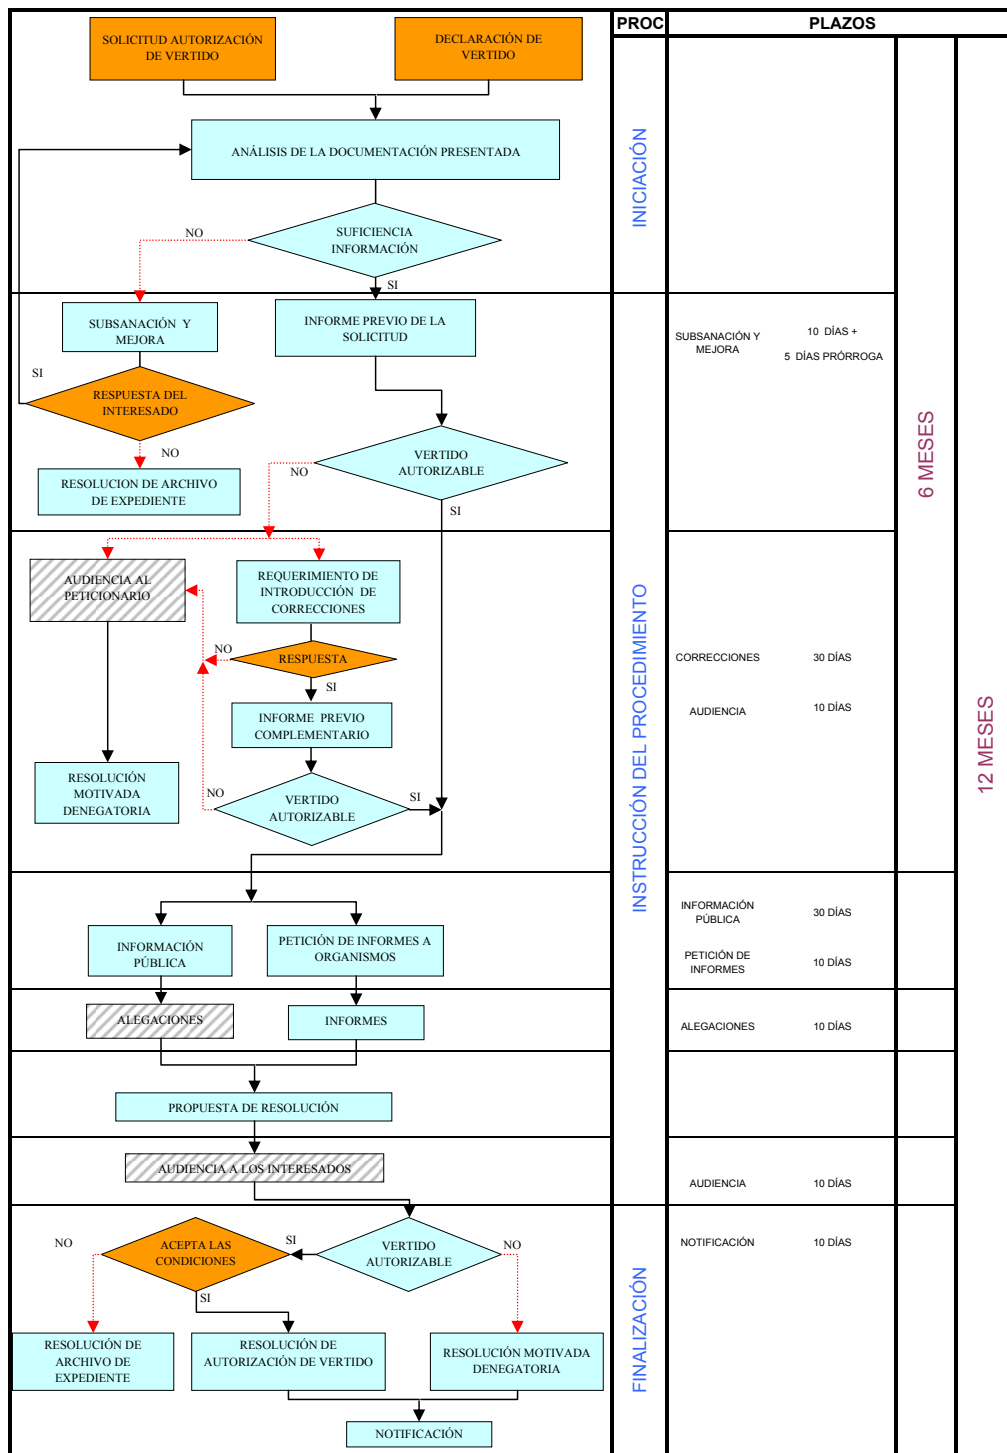 PROC
PLAZOS
SOLICITUD AUTORIZACIÓN
DE VERTIDO
DECLARACIÓN DE
VERTIDO
ANÁLISIS DE LA DOCUMENTACIÓN PRESENTADA
SUFICIENCIA
INFORMACIÓN
NO
SI
INICIACIÓN
SUBSANACIÓN Y
MEJORA
INFORME PREVIO DE LA
SOLICITUD
SI
RESPUESTA DEL
INTERESADO
NO
RESOLUCION DE ARCHIVO
DE EXPEDIENTE
VERTIDO
AUTORIZABLE
NO
SI
SUBSANACIÓN Y
MEJORA
10 DÍAS +
5 DÍAS PRÓRROGA
6 MESES
12 MESES
AUDIENCIA AL
PETICIONARIO
REQUERIMIENTO DE
INTRODUCCIÓN DE
CORRECCIONES
NO
RESPUESTA
SI
INFORME PREVIO
COMPLEMENTARIO
RESOLUCIÓN
MOTIVADA
DENEGATORIA
NO
VERTIDO
AUTORIZABLE
SI
INSTRUCCIÓN DEL PROCEDIMIENTO
CORRECCIONES
30 DÍAS
AUDIENCIA
10 DÍAS
INFORMACIÓN
PÚBLICA
PETICIÓN DE INFORMES A
ORGANISMOS
INFORMACIÓN
PÚBLICA
30 DÍAS
PETICIÓN DE
INFORMES
10 DÍAS
ALEGACIONES
INFORMES
ALEGACIONES
10 DÍAS
PROPUESTA DE RESOLUCIÓN
AUDIENCIA A LOS INTERESADOS
AUDIENCIA
10 DÍAS
NO
ACEPTA LAS
CONDICIONES
SI
VERTIDO
AUTORIZABLE
NO
SI
NOTIFICACIÓN
10 DÍAS
FINALIZACIÓN
RESOLUCIÓN DE
ARCHIVO DE
EXPEDIENTE
RESOLUCIÓN DE
AUTORIZACIÓN DE VERTIDO
RESOLUCIÓN MOTIVADA
DENEGATORIA
NOTIFICACIÓN